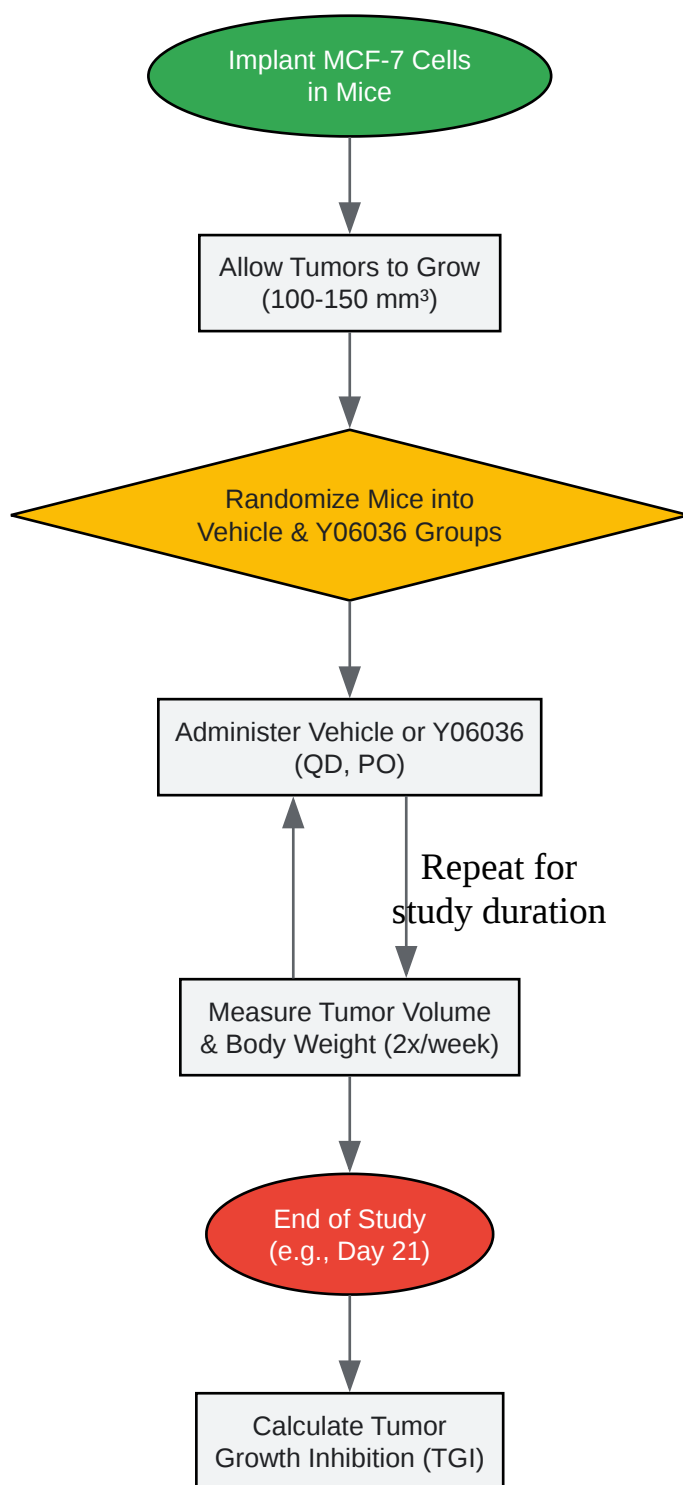 Implant MCF-7 Cells
in Mice
Allow Tumors to Grow
(100-150 mm³)
Randomize Mice into
Vehicle & Y06036 Groups
Administer Vehicle or Y06036
(QD, PO)
Repeat for
study duration
Measure Tumor Volume
& Body Weight (2x/week)
End of Study
(e.g., Day 21)
Calculate Tumor
Growth Inhibition (TGI)